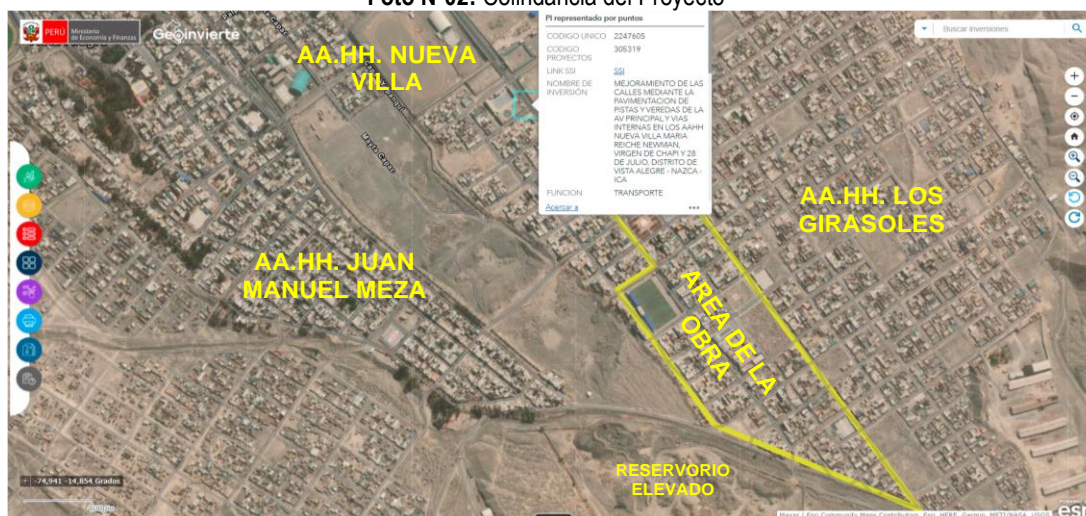 Foto N°02: Colindancia del Proyecto
PERÚ
Ministerio
de Economía y Finanzas
Geoinvierte
PI representado por puntos
CODIGO UNICO 2247605
CODIGO PROYECTOS 305319
LINK SSI SSI
NOMBRE DE INVERSIÓN
MEJORAMIENTO DE LAS
CALLES MEDIANTE LA
PAVIMENTACION DE
PISTAS Y VEREDAS DE LA
AV PRINCIPAL Y VIAS
INTERNAS EN LOS AAHH
NUEVA VILLA MARIA
REICHE NEWMAN,
VIRGEN DE CHAPI Y 28
DE JULIO, DISTRITO DE
VISTA ALEGRE - NAZCA -
ICA
FUNCION TRANSPORTE
Acercar a
Buscar inversiones
AA.HH. NUEVA
VILLA
Mayta Capac
AA.HH. JUAN
MANUEL MEZA
AA.HH. LOS
GIRASOLES
AREA DE LA
OBRA
RESERVORIO
ELEVADO
-74,941 -14,854 Grados
esri